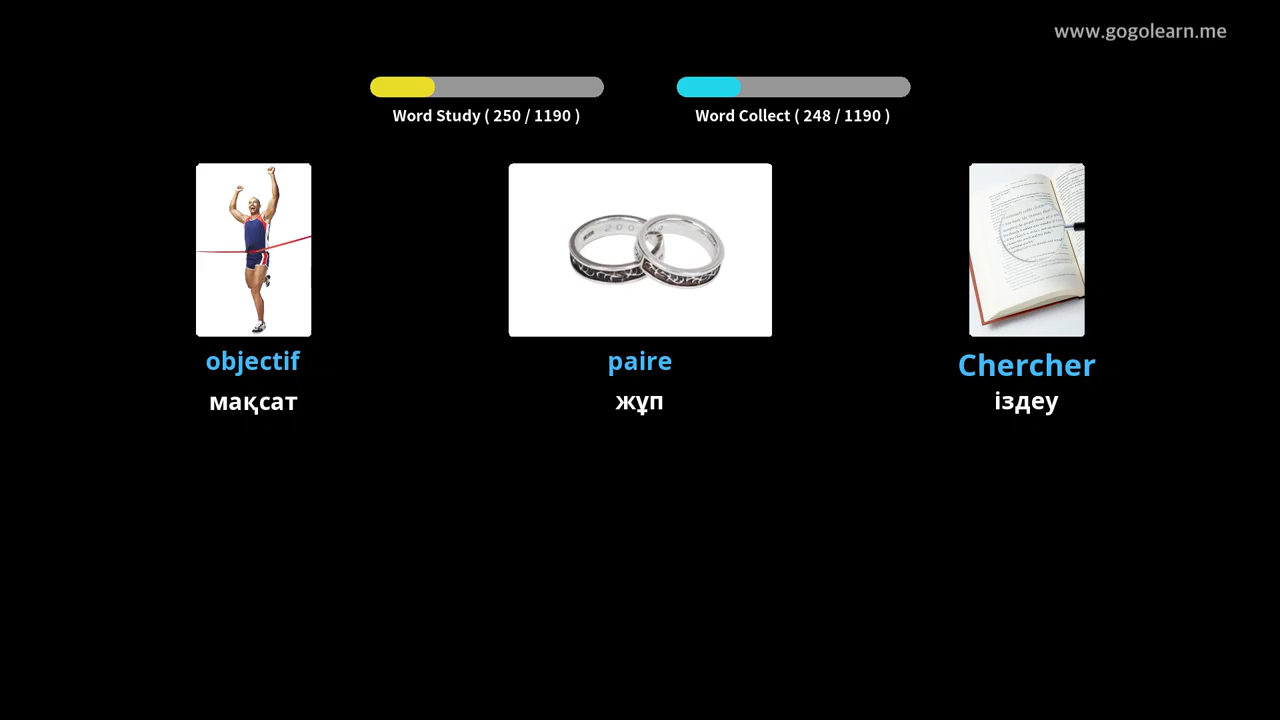 www.gogolearn.me
Word Study ( 250 / 1190 )
Word Collect ( 248 / 1190 )
objectif
paire
Chercher
мақсат
жұп
іздеу